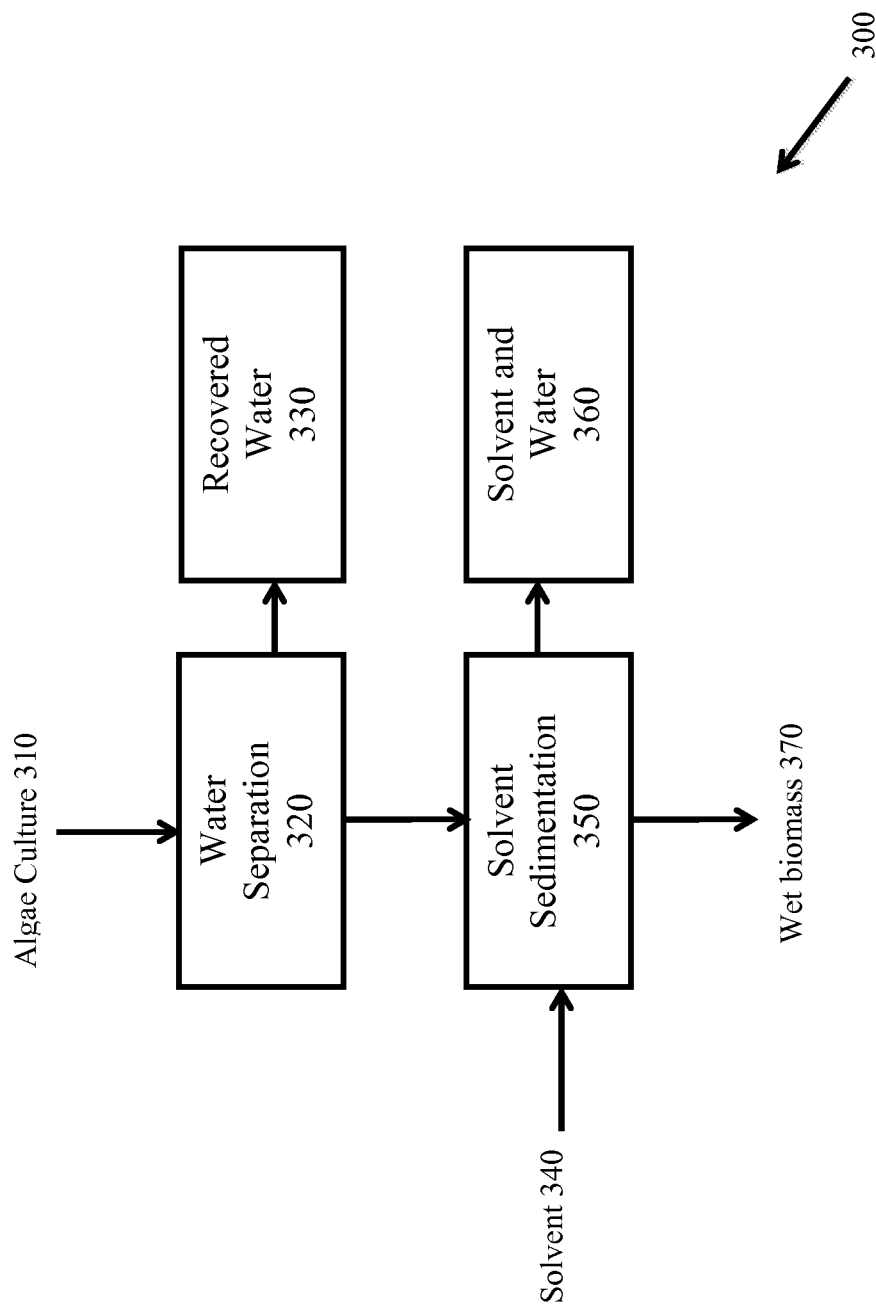 Algae Culture 310
Water
Separation
320
Recovered
Water
330
Solvent 340
Solvent
Sedimentation
350
Solvent and
Water
360
Wet biomass 370
300